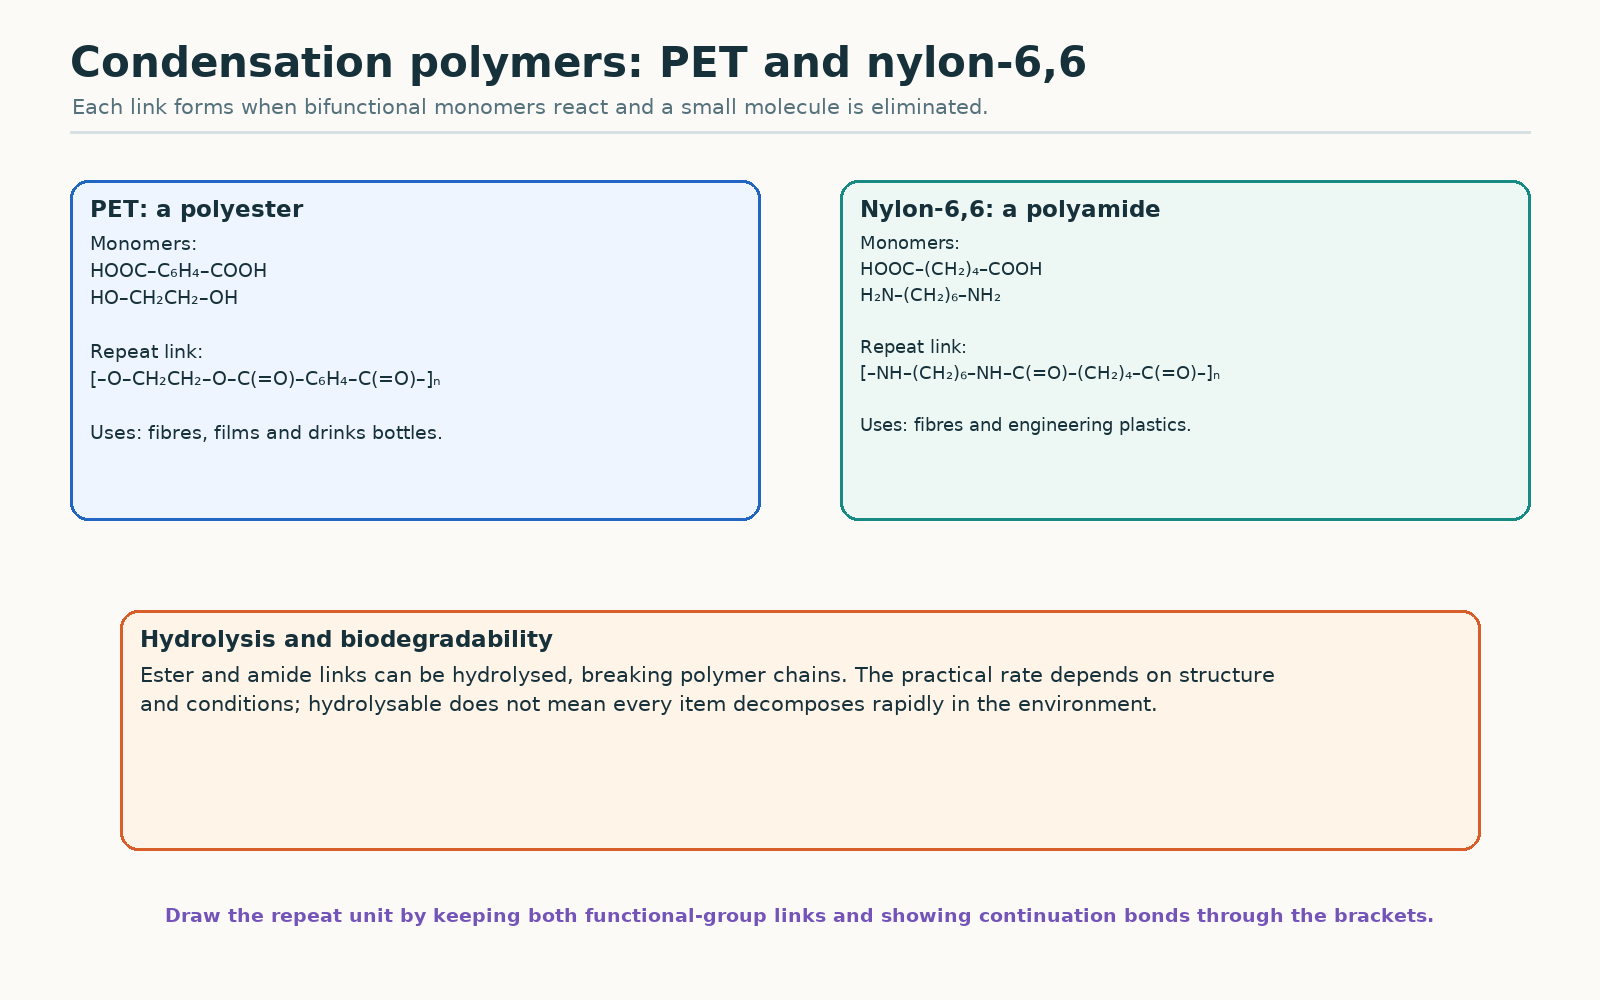 Condensation polymers: PET and nylon-6,6
Each link forms when bifunctional monomers react and a small molecule is eliminated.
PET: a polyester
Monomers:
HOOC–C₆H₄–COOH
HO–CH₂CH₂–OH
Repeat link:
[–O–CH₂CH₂–O–C(=O)–C₆H₄–C(=O)–]ₙ
Uses: fibres, films and drinks bottles.
Nylon-6,6: a polyamide
Monomers:
HOOC–(CH₂)₄–COOH
H₂N–(CH₂)₆–NH₂
Repeat link:
[–NH–(CH₂)₆–NH–C(=O)–(CH₂)₄–C(=O)–]ₙ
Uses: fibres and engineering plastics.
Hydrolysis and biodegradability
Ester and amide links can be hydrolysed, breaking polymer chains. The practical rate depends on structure
and conditions; hydrolysable does not mean every item decomposes rapidly in the environment.
Draw the repeat unit by keeping both functional-group links and showing continuation bonds through the brackets.